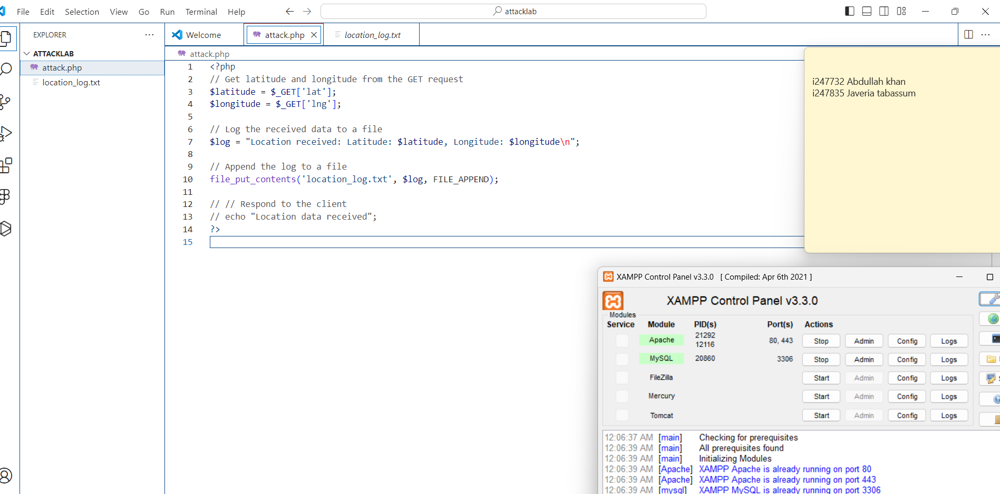 File Edit Selection View Go Run Terminal Help
attacklab
EXPLORER
Welcome
attack.php
location_log.txt
ATTACKLAB
attack.php
location_log.txt
attack.php
1 <?php
2 // Get latitude and longitude from the GET request
3 $latitude = $_GET['lat'];
4 $longitude = $_GET['lng'];
5
6 // Log the received data to a file
7 $log = "Location received: Latitude: $latitude, Longitude: $longitude\n";
8
9 // Append the log to a file
10 file_put_contents('location_log.txt', $log, FILE_APPEND);
11
12 // // Respond to the client
13 // echo "Location data received";
14 ?>
15
i247732 Abdullah khan
i247835 Javeria tabassum
XAMPP Control Panel v3.3.0 [ Compiled: Apr 6th 2021 ]
XAMPP Control Panel v3.3.0
Modules
Service Module PID(s) Port(s) Actions
Apache 21292 12116 80, 443 Stop Admin Config Logs
MySQL 20860 3306 Stop Admin Config Logs
FileZilla Start Admin Config Logs
Mercury Start Admin Config Logs
Tomcat Start Admin Config Logs
12:06:37 AM [main] Checking for prerequisites
12:06:39 AM [main] All prerequisites found
12:06:39 AM [main] Initializing Modules
12:06:39 AM [Apache] XAMPP Apache is already running on port 80
12:06:39 AM [Apache] XAMPP Apache is already running on port 443
12:06:39 AM [mysql] XAMPP MySQL is already running on port 3306